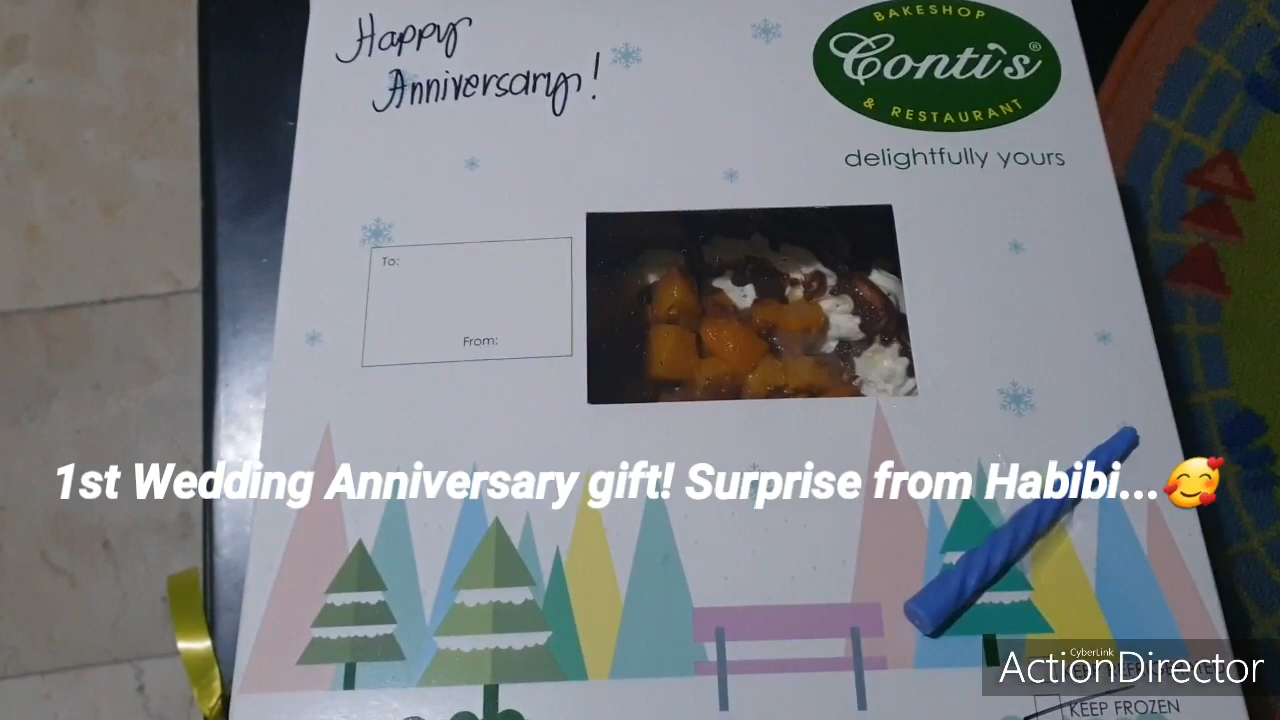 Happy
Anniversary!
BAKESHOP
Conti's®
& RESTAURANT
delightfully yours
To:
From:
1st Wedding Anniversary gift! Surprise from Habibi...🥰
CyberLink
ActionDirector
KEEP FROZEN